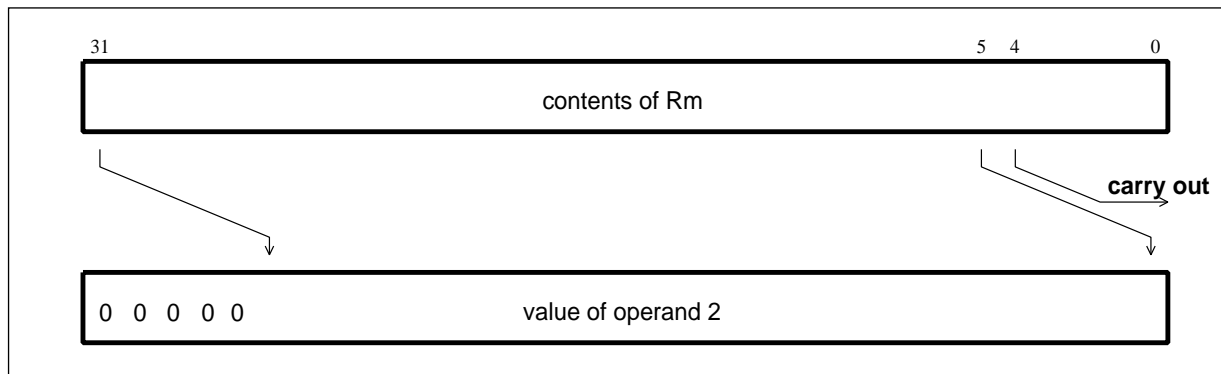 31 5 4 0
contents of Rm
carry out
0 0 0 0 0 value of operand 2